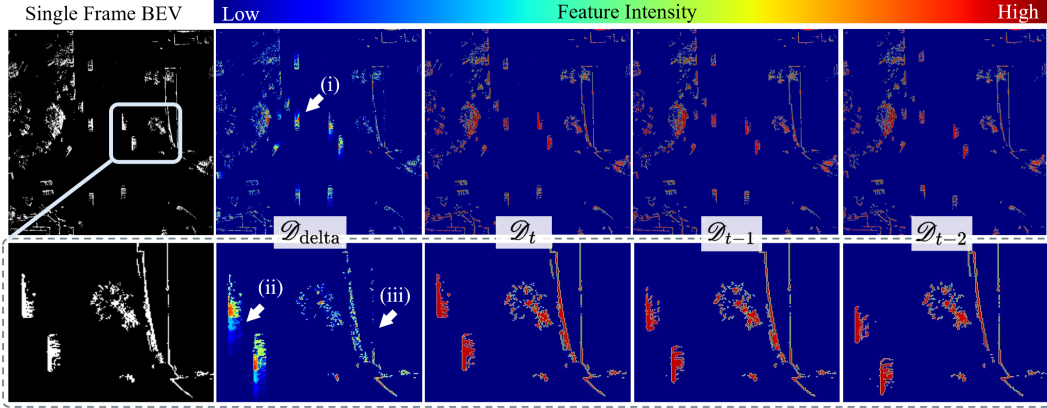 Single Frame BEV
Feature Intensity
Low
High
(i)
𝒟delta
𝒟t
𝒟t−1
𝒟t−2
(ii)
(iii)